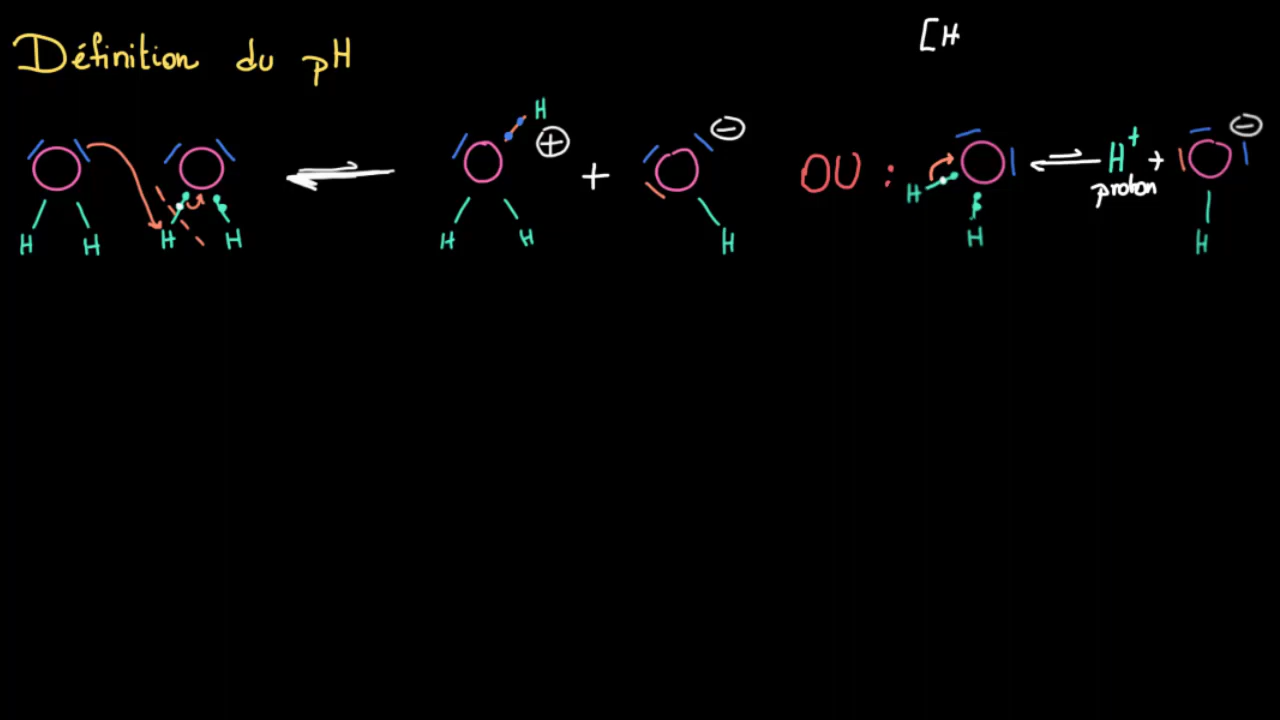 Définition du pH
[H
H
⊕ + ⊖
OU : H ⇌ H⁺ + ⊖
proton
H H H H ⇌ H H H H H